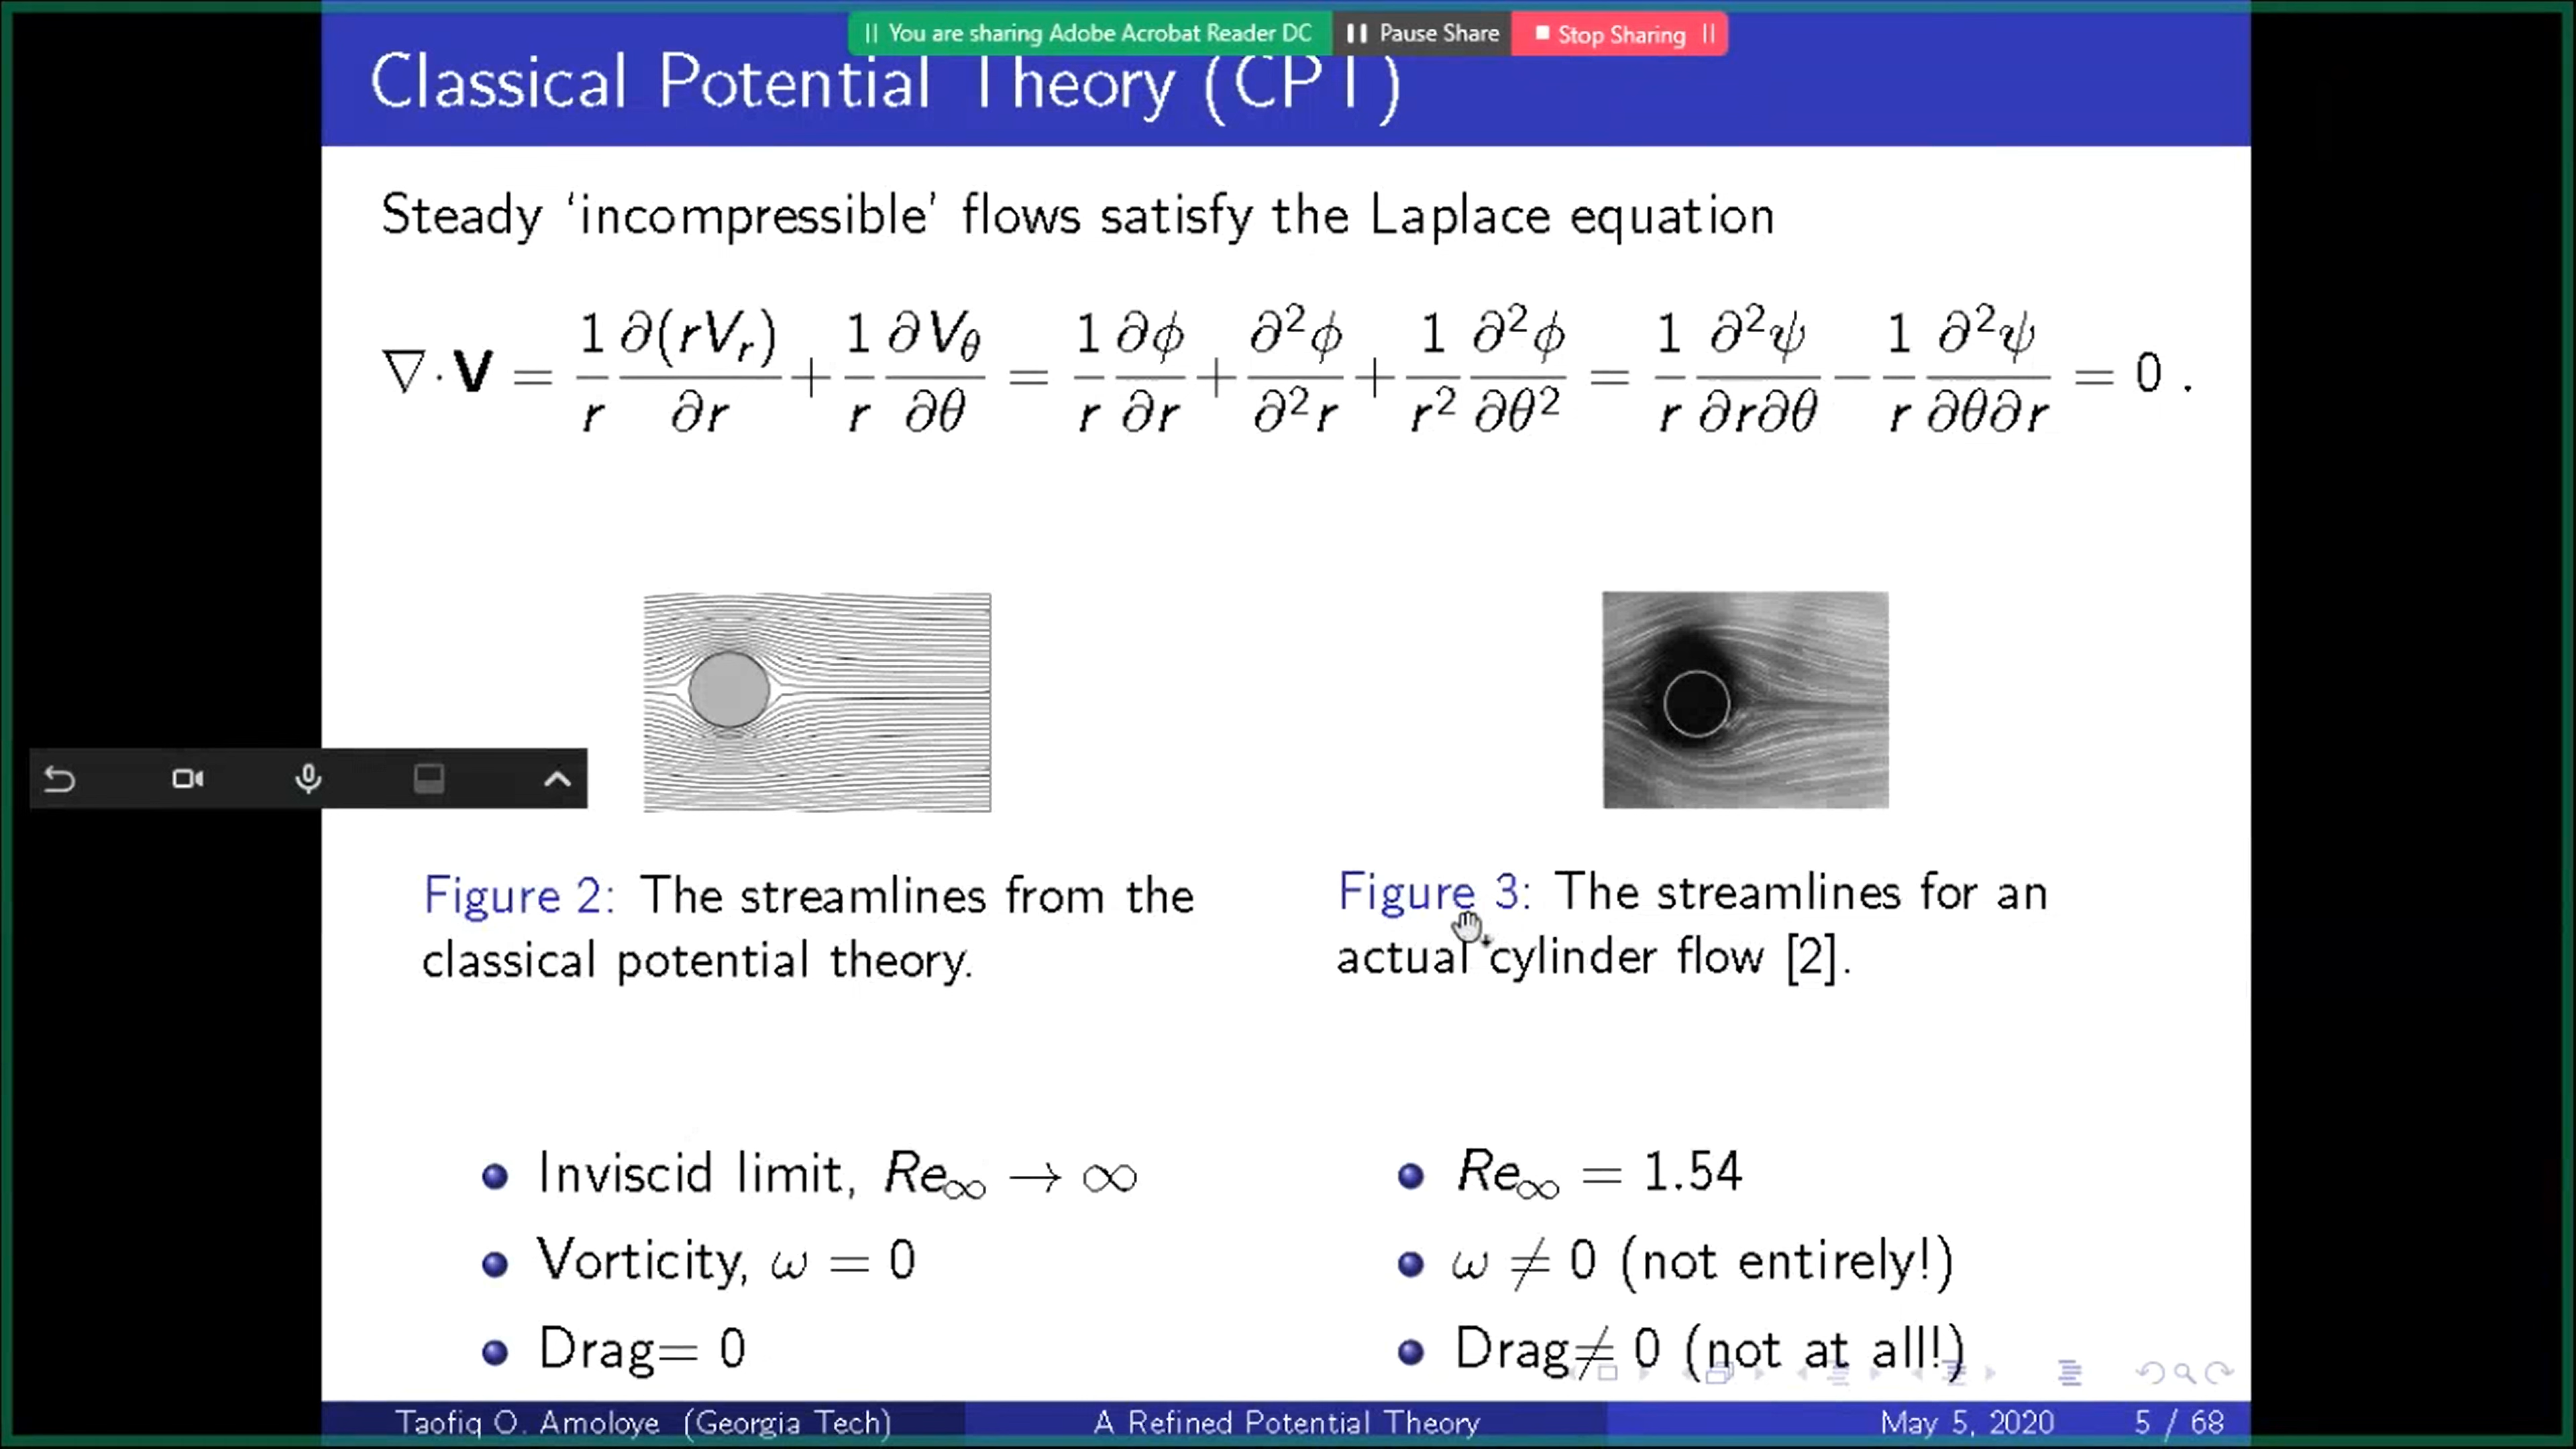 You are sharing Adobe Acrobat Reader DC
Pause Share
Stop Sharing
Classical Potential Theory (CPT)
Steady ‘incompressible’ flows satisfy the Laplace equation
∇·V = 1/r ∂(rV_r)/∂r + 1/r ∂V_θ/∂θ = 1/r ∂ϕ/∂r + ∂²ϕ/∂²r + 1/r² ∂²ϕ/∂θ² = 1/r ∂²ψ/∂r∂θ − 1/r ∂²ψ/∂θ∂r = 0 .
Figure 2: The streamlines from the
classical potential theory.
Figure 3: The streamlines for an
actual cylinder flow [2].
• Inviscid limit, Re∞ → ∞
• Vorticity, ω = 0
• Drag= 0
• Re∞ = 1.54
• ω ≠ 0 (not entirely!)
• Drag≠ 0 (not at all!)
Taofiq O. Amoloye (Georgia Tech)
A Refined Potential Theory
May 5, 2020
5 / 68